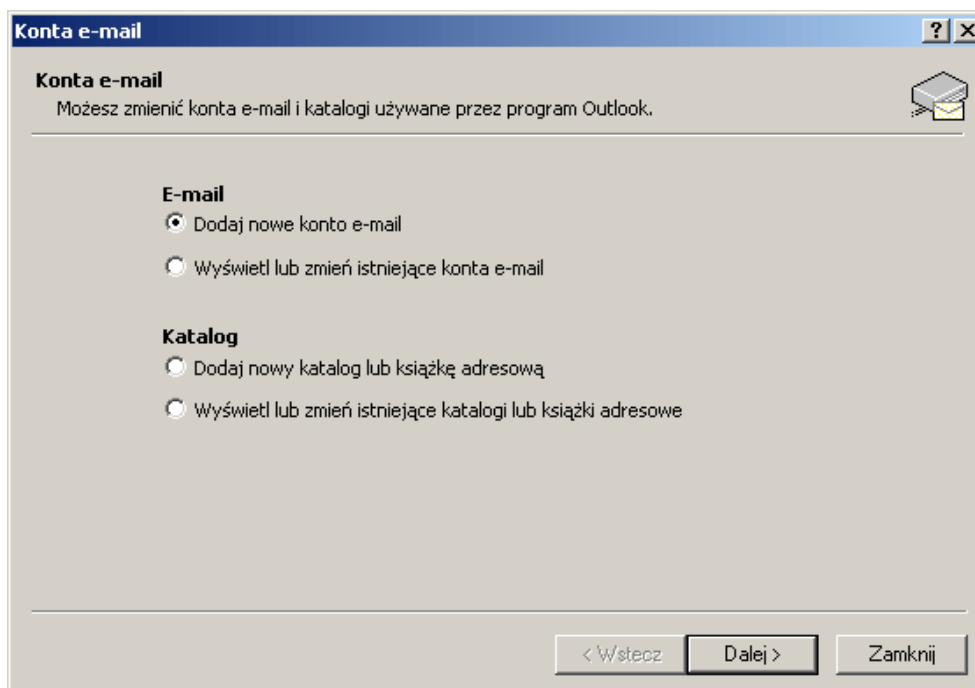 Konta e-mail
Konta e-mail
Możesz zmienić konta e-mail i katalogi używane przez program Outlook.
E-mail
Dodaj nowe konto e-mail
Wyświetl lub zmień istniejące konta e-mail
Katalog
Dodaj nowy katalog lub książkę adresową
Wyświetl lub zmień istniejące katalogi lub książki adresowe
< Wstecz Dalej > Zamknij